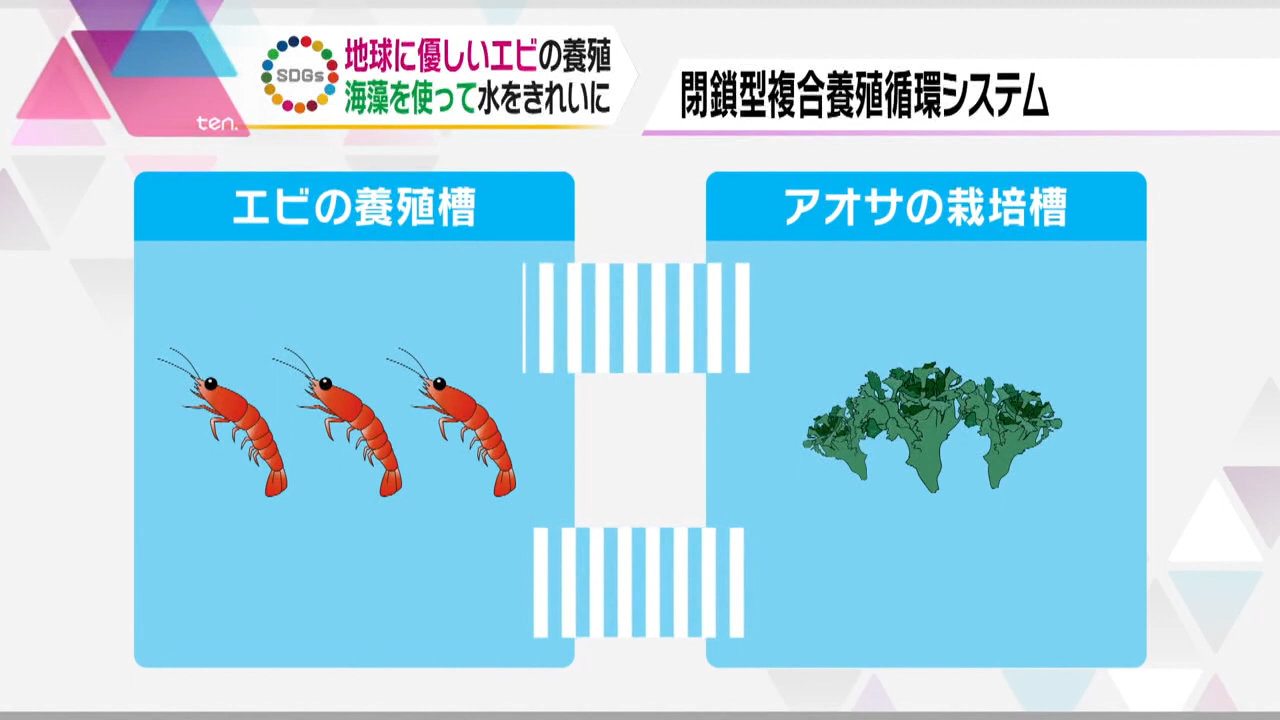 SDGs
地球に優しいエビの養殖
海藻を使って水をきれいに
ten.
閉鎖型複合養殖循環システム
エビの養殖槽
アオサの栽培槽